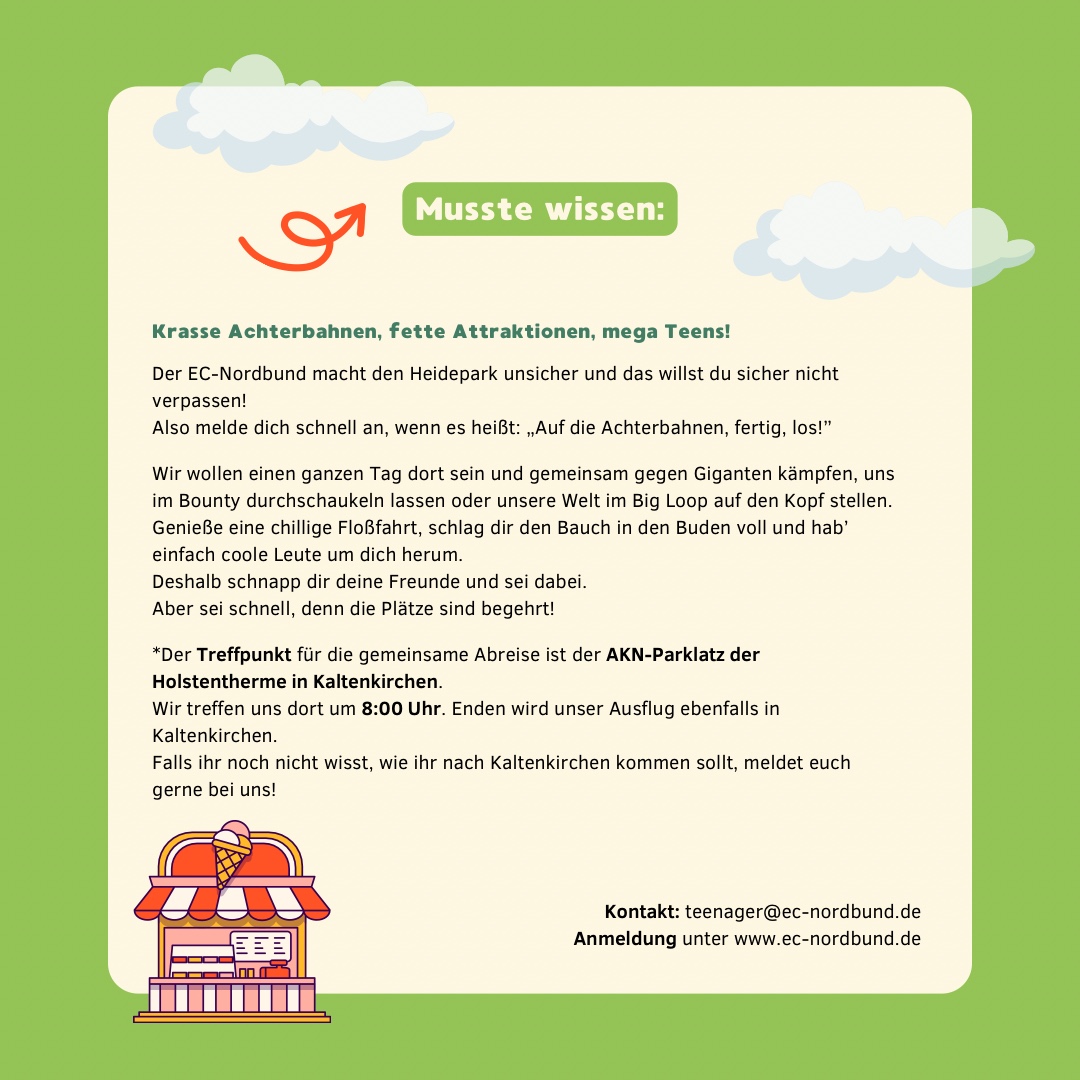 Musste wissen:
Krasse Achterbahnen, fette Attraktionen, mega Teens!
Der EC-Nordbund macht den Heidepark unsicher und das willst du sicher nicht
verpassen!
Also melde dich schnell an, wenn es heißt: „Auf die Achterbahnen, fertig, los!”
Wir wollen einen ganzen Tag dort sein und gemeinsam gegen Giganten kämpfen, uns
im Bounty durchschaukeln lassen oder unsere Welt im Big Loop auf den Kopf stellen.
Genieße eine chillige Floßfahrt, schlag dir den Bauch in den Buden voll und hab’
einfach coole Leute um dich herum.
Deshalb schnapp dir deine Freunde und sei dabei.
Aber sei schnell, denn die Plätze sind begehrt!
*Der Treffpunkt für die gemeinsame Abreise ist der AKN-Parklatz der
Holstentherme in Kaltenkirchen.
Wir treffen uns dort um 8:00 Uhr. Enden wird unser Ausflug ebenfalls in
Kaltenkirchen.
Falls ihr noch nicht wisst, wie ihr nach Kaltenkirchen kommen sollt, meldet euch
gerne bei uns!
Kontakt: teenager@ec-nordbund.de
Anmeldung unter www.ec-nordbund.de